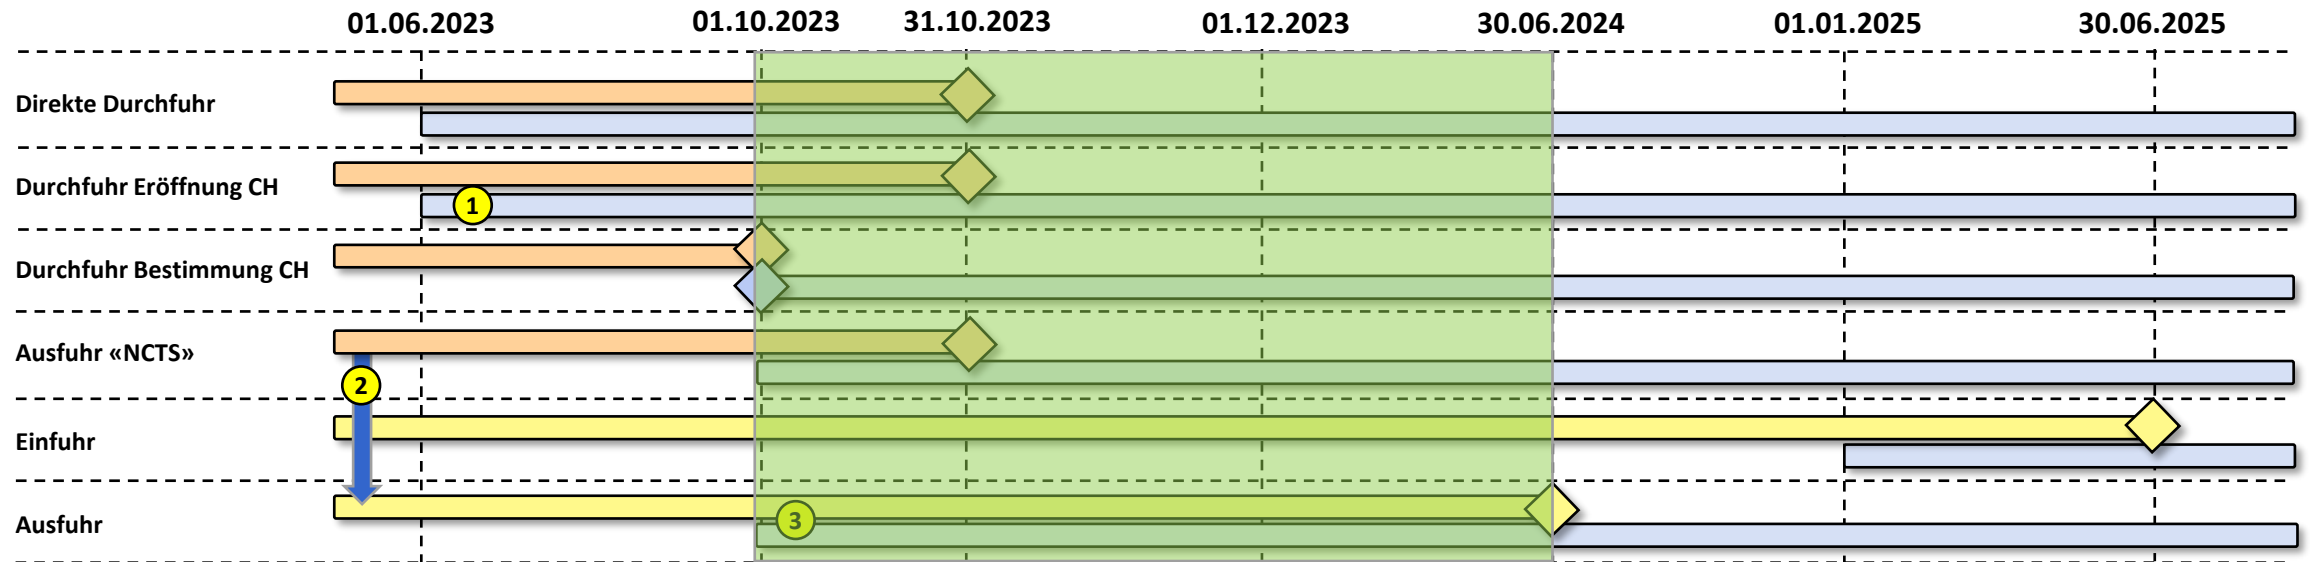 01.06.2023 01.10.2023 31.10.2023 01.12.2023 30.06.2024 01.01.2025 30.06.2025
Direkte Durchfuhr
Durchfuhr Eröffnung CH
1
Durchfuhr Bestimmung CH
Ausfuhr «NCTS»
2
Einfuhr
Ausfuhr
3